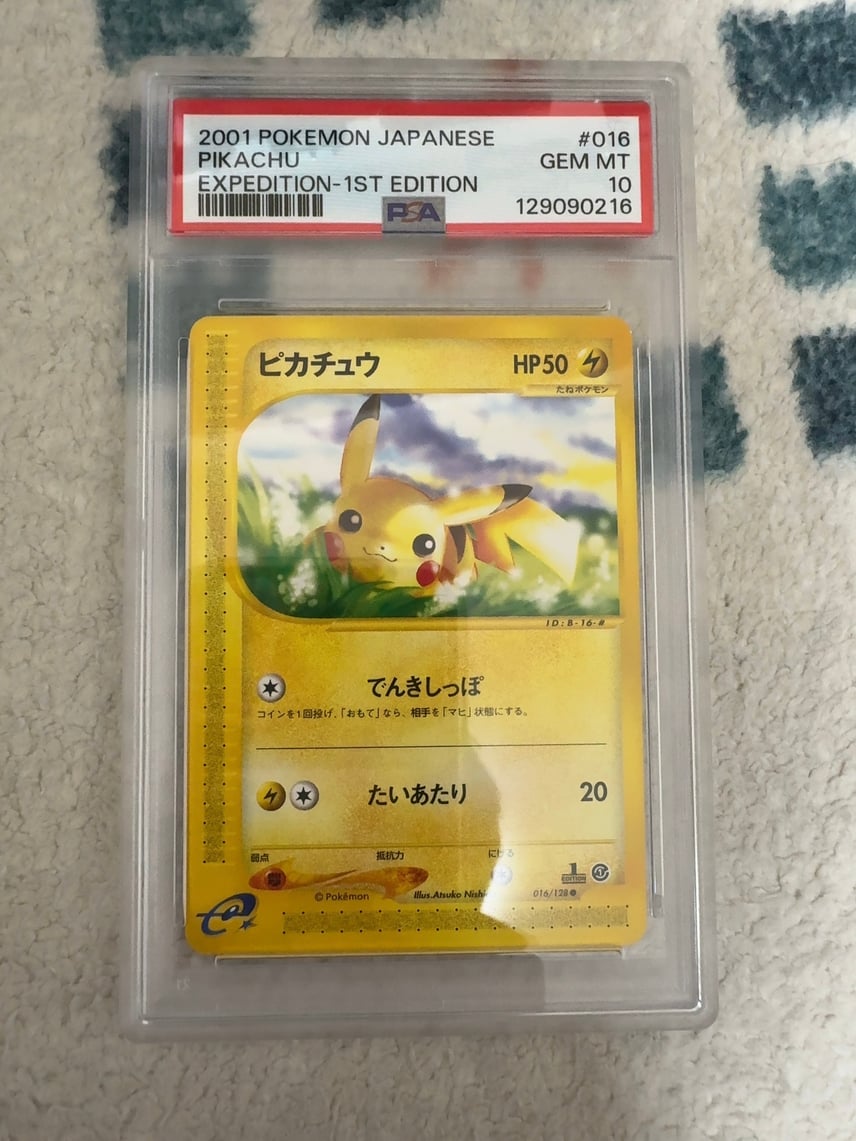 2001 POKEMON JAPANESE #016
PIKACHU GEM MT
EXPEDITION-1ST EDITION 10
PSA 129090216
ピカチュウ HP50
たねポケモン
ID:B-16-#
でんきしっぽ
コインを1回投げ、「おもて」なら、相手を「マヒ」状態にする。
たいあたり 20
弱点 抵抗力 にげる
1
EDITION
© Pokémon Illus.Atsuko 016/128
e